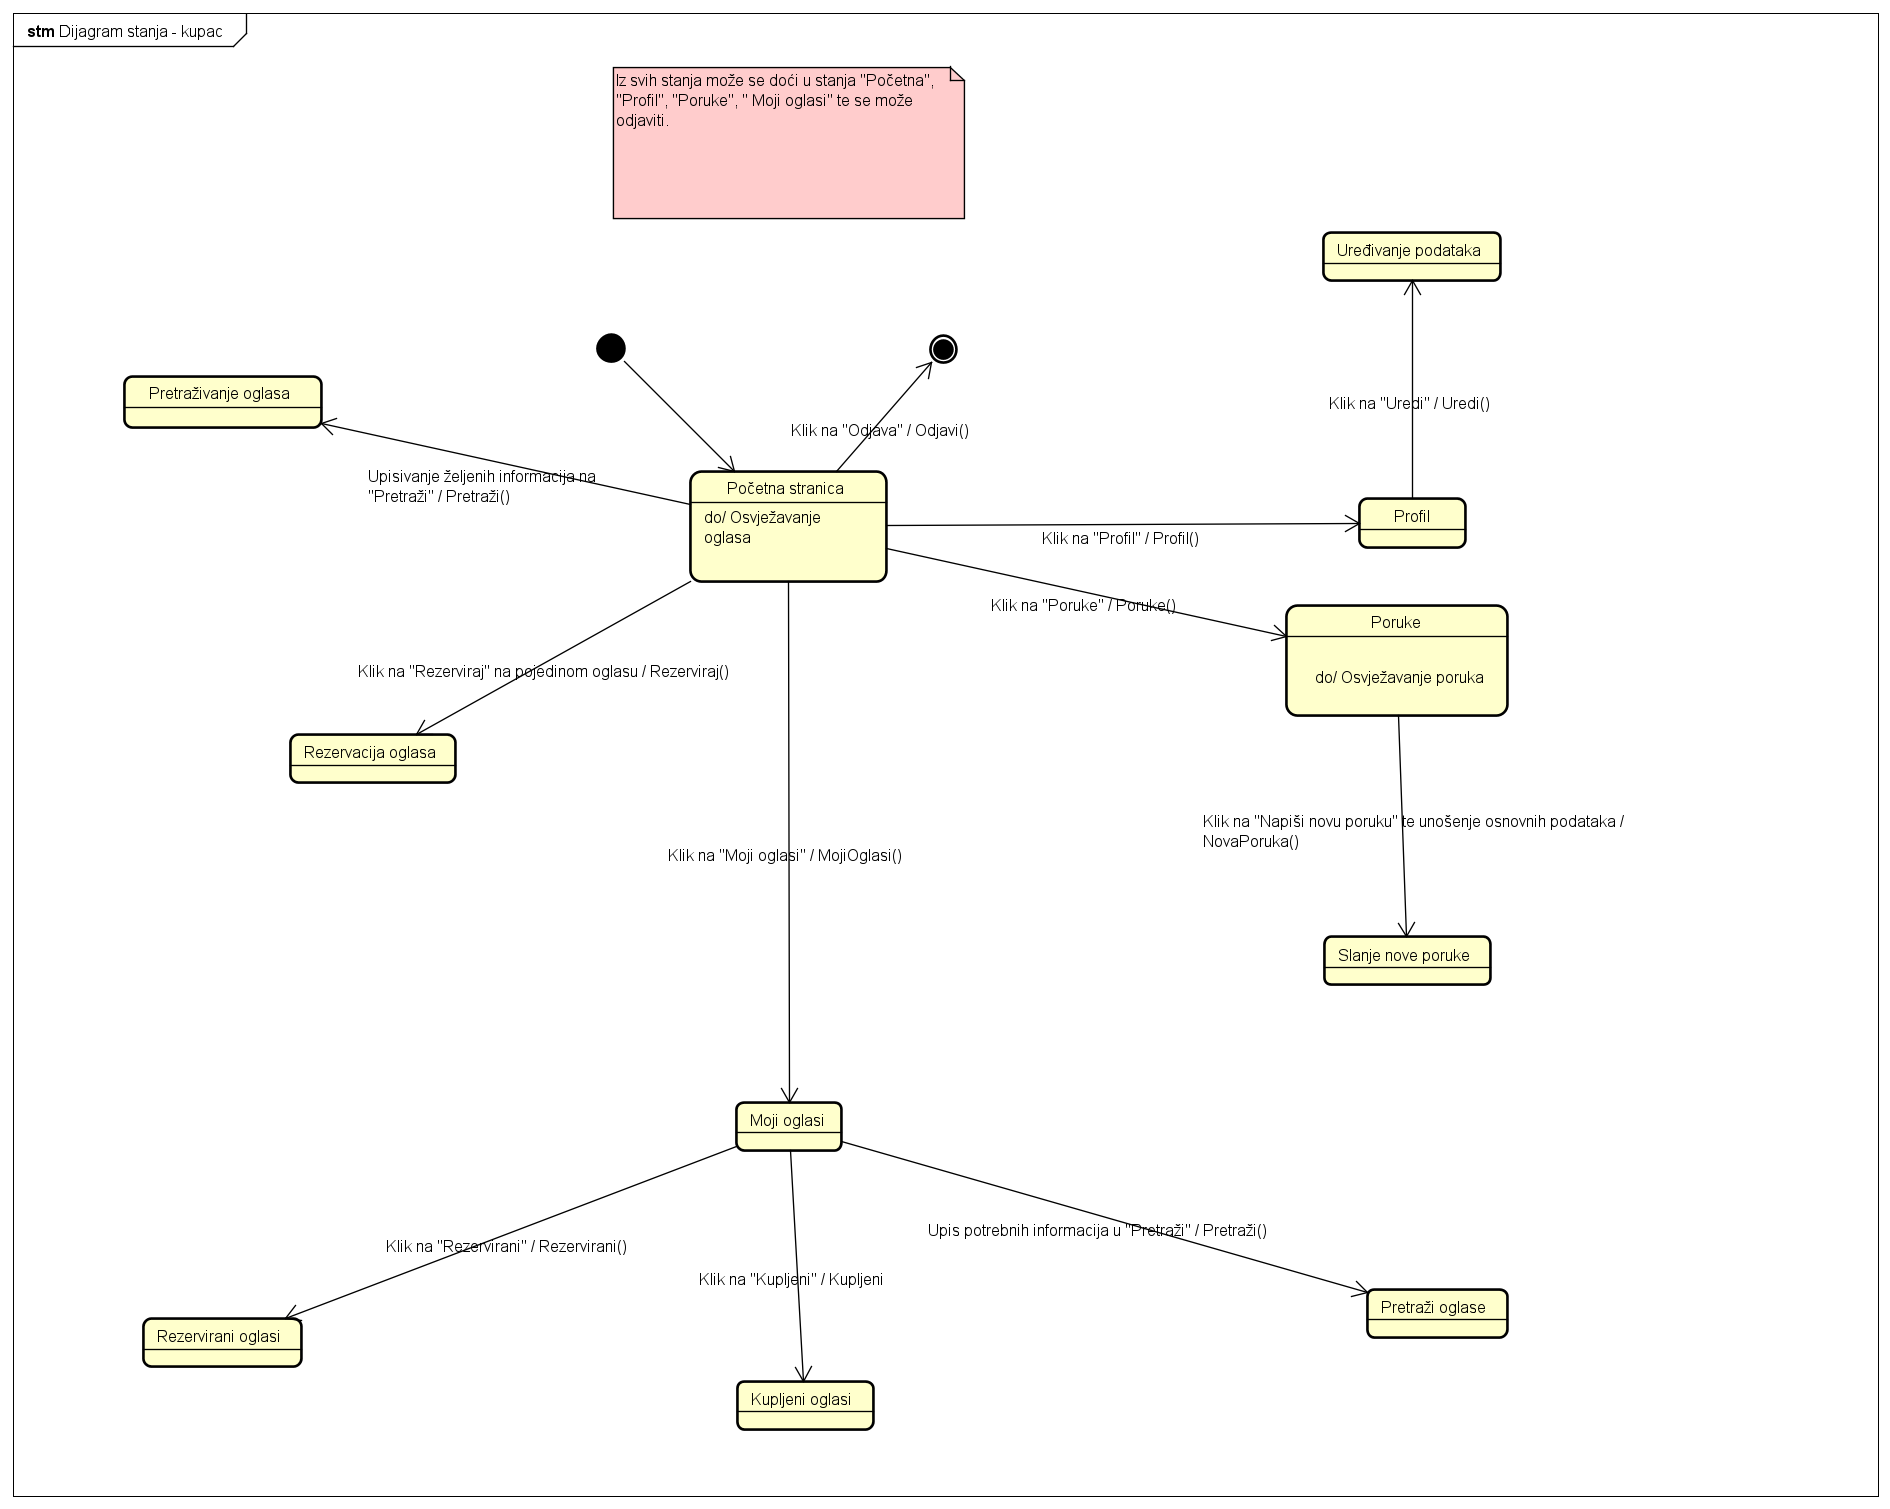 stm Dijagram stanja - kupac
Iz svih stanja može se doći u stanja "Početna",
"Profil", "Poruke", " Moji oglasi" te se može
odjaviti.
Uređivanje podataka
Pretraživanje oglasa
Klik na "Uredi" / Uredi()
Klik na "Odjava" / Odjavi()
Upisivanje željenih informacija na
"Pretraži" / Pretraži()
Početna stranica
do/ Osvježavanje
oglasa
Profil
Klik na "Profil" / Profil()
Klik na "Poruke" / Poruke()
Poruke
do/ Osvježavanje poruka
Klik na "Rezerviraj" na pojedinom oglasu / Rezerviraj()
Rezervacija oglasa
Klik na "Napiši novu poruku" te unošenje osnovnih podataka /
NovaPoruka()
Klik na "Moji oglasi" / MojiOglasi()
Slanje nove poruke
Moji oglasi
Upis potrebnih informacija u "Pretraži" / Pretraži()
Klik na "Rezervirani" / Rezervirani()
Klik na "Kupljeni" / Kupljeni
Pretraži oglase
Rezervirani oglasi
Kupljeni oglasi